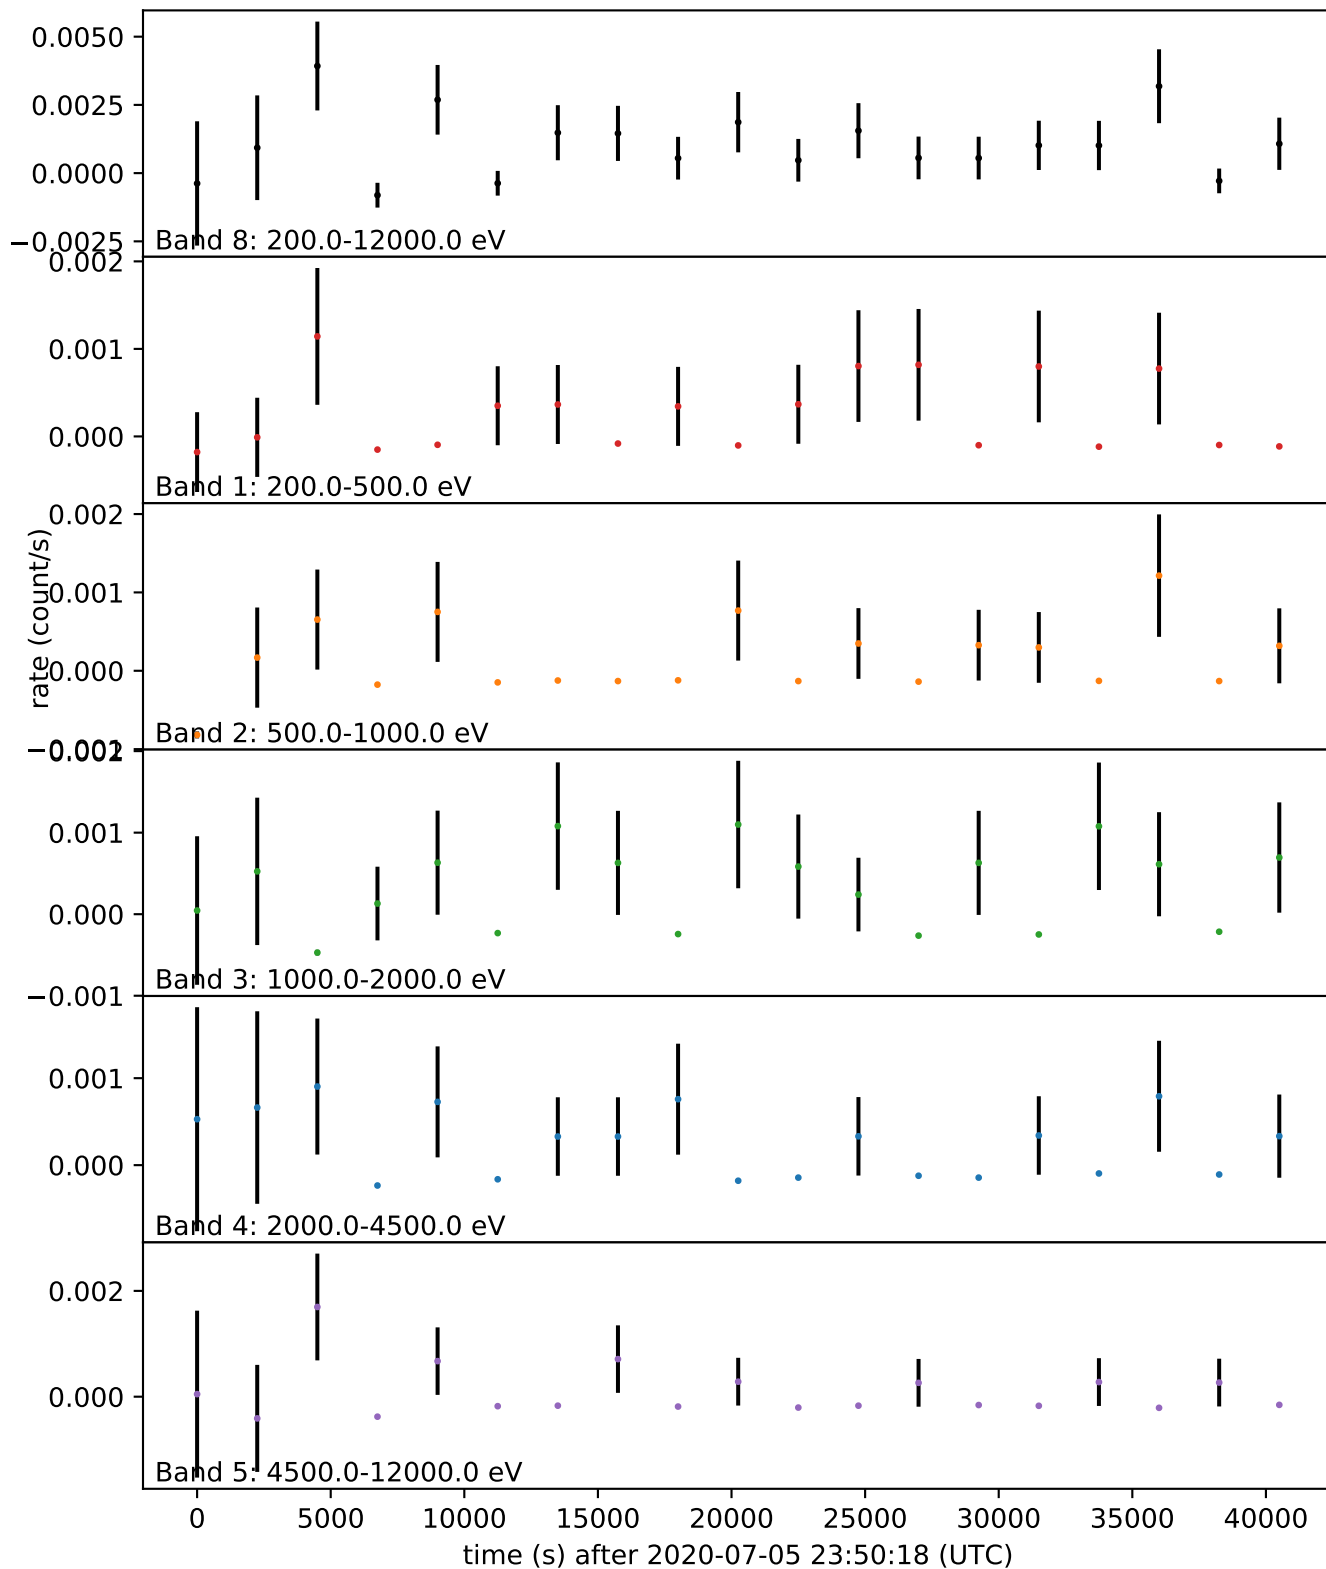 0.0050
0.0025
0.0000
−0.0025
Band 8: 200.0-12000.0 eV
0.002
0.001
0.000
Band 1: 200.0-500.0 eV
0.002
0.001
0.000
−0.001
Band 2: 500.0-1000.0 eV
rate (count/s)
0.002
0.001
0.000
−0.001
Band 3: 1000.0-2000.0 eV
0.001
0.000
Band 4: 2000.0-4500.0 eV
0.002
0.000
Band 5: 4500.0-12000.0 eV
0 5000 10000 15000 20000 25000 30000 35000 40000
time (s) after 2020-07-05 23:50:18 (UTC)